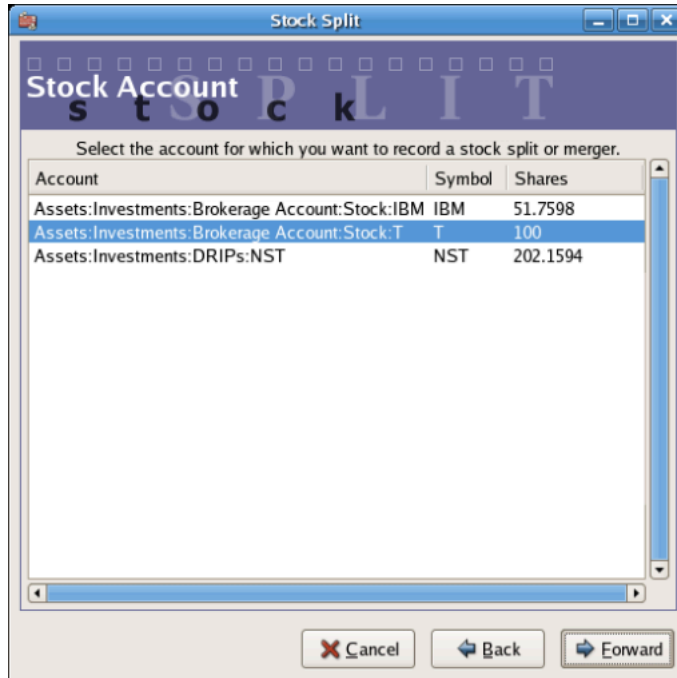 Stock Split
Stock Account
S P L I T
s t o c k
Select the account for which you want to record a stock split or merger.
Account Symbol Shares
Assets:Investments:Brokerage Account:Stock:IBM IBM 51.7598
Assets:Investments:Brokerage Account:Stock:T T 100
Assets:Investments:DRIPs:NST NST 202.1594
Cancel Back Forward